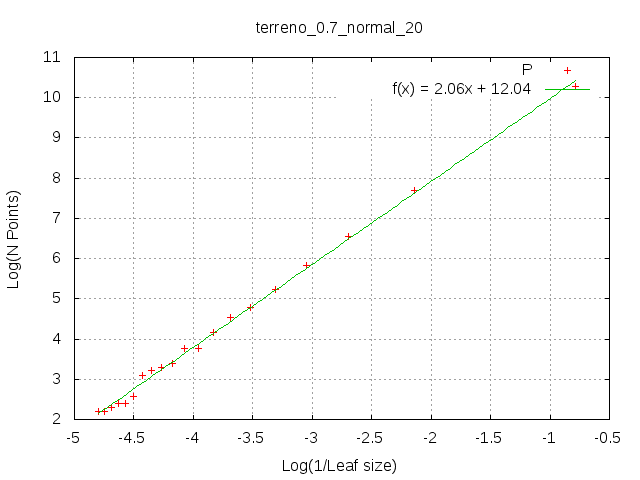 terreno_0.7_normal_20
11
10
9
8
7
6
5
4
3
2
Log(N Points)
P
f(x) = 2.06x + 12.04
-5 -4.5 -4 -3.5 -3 -2.5 -2 -1.5 -1 -0.5
Log(1/Leaf size)